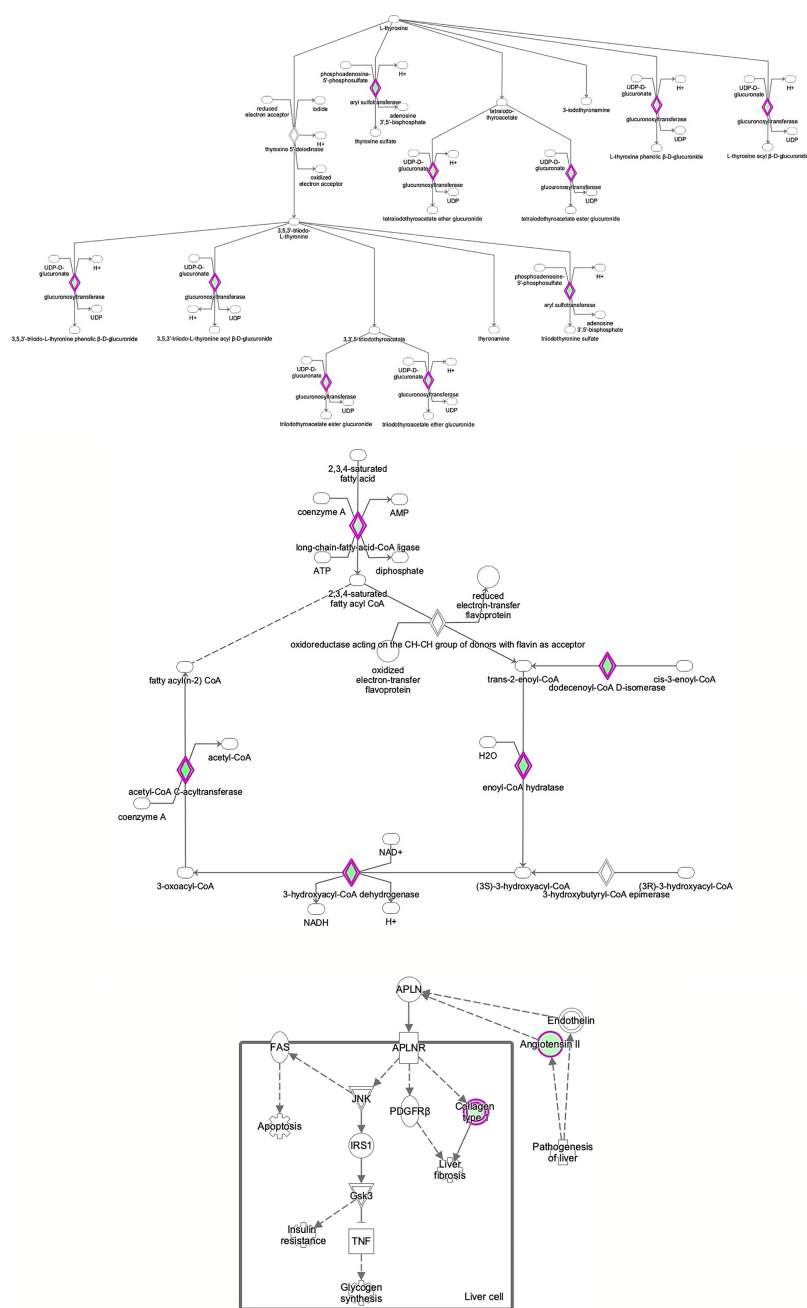 L-thyroxine
phosphoadenosine-
5'-phosphosulfate
H+
aryl sulfotransferase
adenosine
3',5'-bisphosphate
thyroxine sulfate
reduced
electron acceptor
iodide
thyroxine 5'-deiodinase
H+
oxidized
electron acceptor
tetraiodo-
thyroacetate
3-iodothyronamine
UDP-D-
glucuronate
H+
glucuronosyltransferase
UDP
L-thyroxine phenolic β-D-glucuronide
UDP-D-
glucuronate
H+
glucuronosyltransferase
UDP
L-thyroxine acyl β-D-glucuronide
UDP-D-
glucuronate
H+
glucuronosyltransferase
UDP
tetraiodothyroacetate ether glucuronide
UDP-D-
glucuronate
glucuronosyltransferase
UDP
tetraiodothyroacetate ester glucuronide
3,5,3'-triiodo-
L-thyronine
UDP-D-
glucuronate
H+
glucuronosyltransferase
UDP
3,5,3'-triiodo-L-thyronine phenolic β-D-glucuronide
UDP-D-
glucuronate
glucuronosyltransferase
H+
UDP
3,5,3'-triiodo-L-thyronine acyl β-D-glucuronide
3,3',5-triiodothyroacetate
thyronamine
phosphoadenosine-
5'-phosphosulfate
H+
aryl sulfotransferase
adenosine
3',5'-bisphosphate
triiodothyronine sulfate
UDP-D-
glucuronate
glucuronosyltransferase
UDP
triiodothyroacetate ester glucuronide
UDP-D-
glucuronate
H+
glucuronosyltransferase
UDP
triiodothyroacetate ether glucuronide
2,3,4-saturated
fatty acid
coenzyme A
AMP
long-chain-fatty-acid-CoA ligase
ATP
diphosphate
2,3,4-saturated
fatty acyl CoA
reduced
electron-transfer
flavoprotein
oxidoreductase acting on the CH-CH group of donors with flavin as acceptor
oxidized
electron-transfer
flavoprotein
fatty acyl(n-2) CoA
trans-2-enoyl-CoA
dodecenoyl-CoA D-isomerase
cis-3-enoyl-CoA
acetyl-CoA
H2O
acetyl-CoA C-acyltransferase
enoyl-CoA hydratase
coenzyme A
NAD+
3-oxoacyl-CoA
3-hydroxyacyl-CoA dehydrogenase
(3S)-3-hydroxyacyl-CoA
3-hydroxybutyryl-CoA epimerase
(3R)-3-hydroxyacyl-CoA
NADH
H+
APLN
Endothelin
Angiotensin II
FAS
APLNR
JNK
PDGFRβ
Collagen
type I
Apoptosis
IRS1
Liver
fibrosis
Pathogenesis
of liver
Gsk3
Insulin
resistance
TNF
Glycogen
synthesis
Liver cell